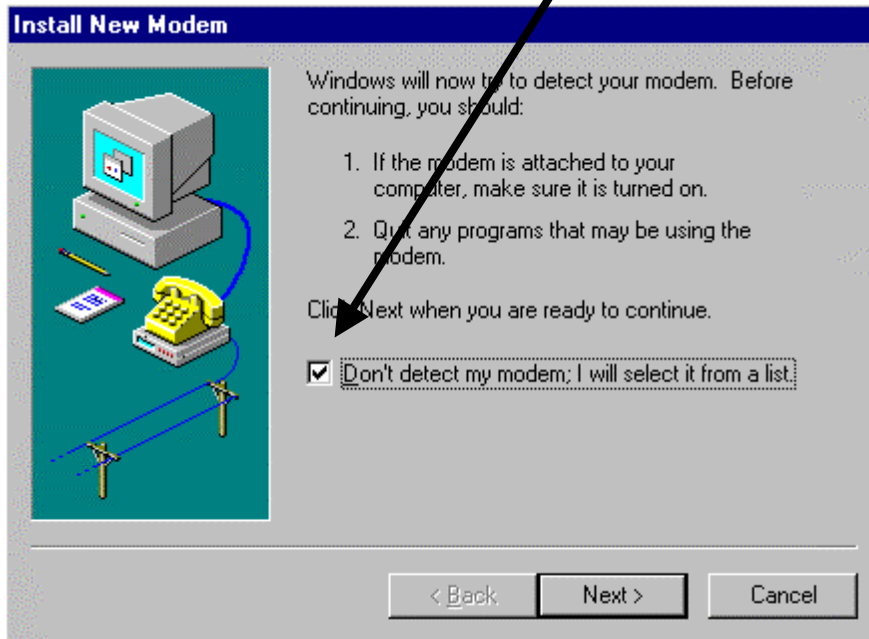 Install New Modem
Windows will now try to detect your modem. Before
continuing, you should:
1. If the modem is attached to your
computer, make sure it is turned on.
2. Quit any programs that may be using the
modem.
Click Next when you are ready to continue.
Don't detect my modem; I will select it from a list.
< Back
Next >
Cancel